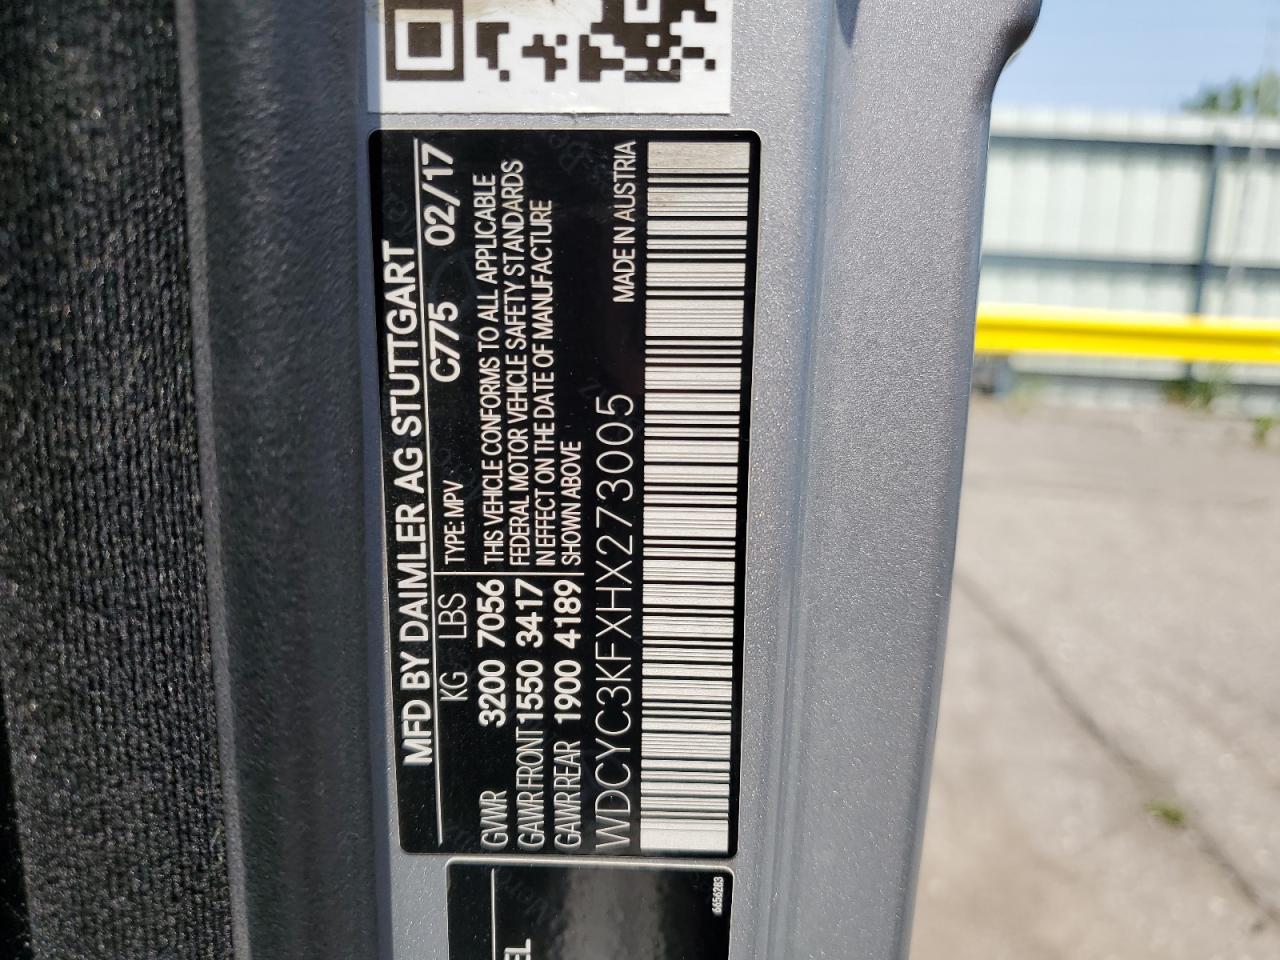 MFD BY DAIMLER AG STUTTGART
KG LBS TYPE: MPV C775 02/17
GVWR 3200 7056 THIS VEHICLE CONFORMS TO ALL APPLICABLE
GAWR FRONT 1550 3417 FEDERAL MOTOR VEHICLE SAFETY STANDARDS
GAWR REAR 1900 4189 IN EFFECT ON THE DATE OF MANUFACTURE
SHOWN ABOVE
WDCYC3KFXHX273005 MADE IN AUSTRIA
6656283